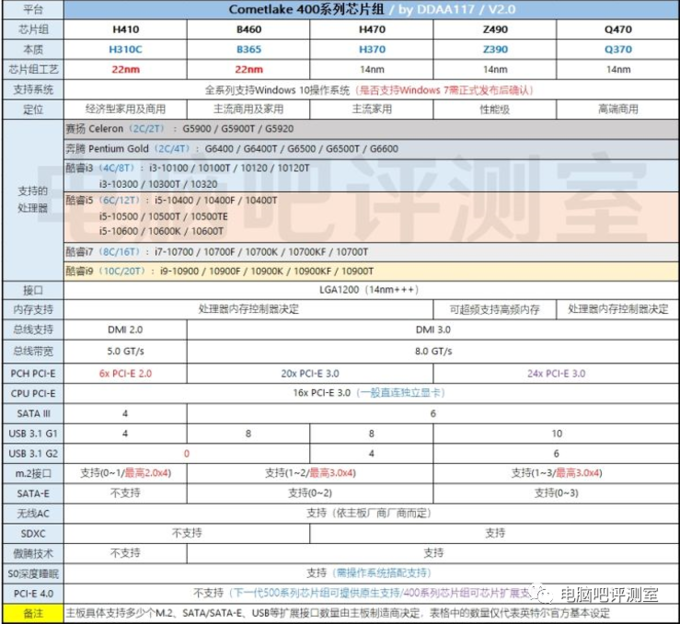 平台 Cometlake 400系列芯片组 / by DDAA117 / V2.0
芯片组 H410 B460 H470 Z490 Q470
本质 H310C B365 H370 Z390 Q370
芯片组工艺 22nm 22nm 14nm 14nm 14nm
支持系统 全系列支持Windows 10操作系统（是否支持Windows 7需正式发布后确认）
定位 经济型家用及商用 主流商用及家用 主流家用 性能级 高端商用
支持的
处理器
赛扬 Celeron（2C/2T）：G5900 / G5900T / G5920
奔腾 Pentium Gold（2C/4T）：G6400 / G6400T / G6500 / G6500T / G6600
酷睿i3（4C/8T）：i3-10100 / 10100T / 10120 / 10120T
i3-10300 / 10300T / 10320
酷睿i5（6C/12T）：i5-10400 / 10400F / 10400T
i5-10500 / 10500T / 10500TE
i5-10600 / 10600K / 10600T
酷睿i7（8C/16T）：i7-10700 / 10700F / 10700K / 10700KF / 10700T
酷睿i9（10C/20T）：i9-10900 / 10900F / 10900K / 10900KF / 10900T
电脑吧评测室
接口 LGA1200（14nm+++）
内存支持 处理器内存控制器决定 可超频支持高频内存 处理器内存控制器决定
总线支持 DMI 2.0 DMI 3.0
总线带宽 5.0 GT/s 8.0 GT/s
PCH PCI-E 6x PCI-E 2.0 20x PCI-E 3.0 24x PCI-E 3.0
CPU PCI-E 16x PCI-E 3.0（一般直连独立显卡）
SATA III 4 6
USB 3.1 G1 4 8 8 10
USB 3.1 G2 0 4 6
m.2接口 支持(0~1/最高2.0x4) 支持(1~2/最高3.0x4) 支持(1~3/最高3.0x4)
SATA-E 不支持 支持(0~2) 支持(0~3)
无线AC 支持（依主板厂商厂商而定）
SDXC 不支持 支持
傲腾技术 不支持 支持
S0深度睡眠 支持（需操作系统搭配支持）
PCI-E 4.0 不支持（下一代500系列芯片组可提供原生支持/400系列芯片组可芯片扩展支
电脑吧评测室
备注 主板具体支持多少个M.2、SATA/SATA-E、USB等扩展接口数量由主板制造商决定，表格中的数量仅代表英特尔官方基本设定